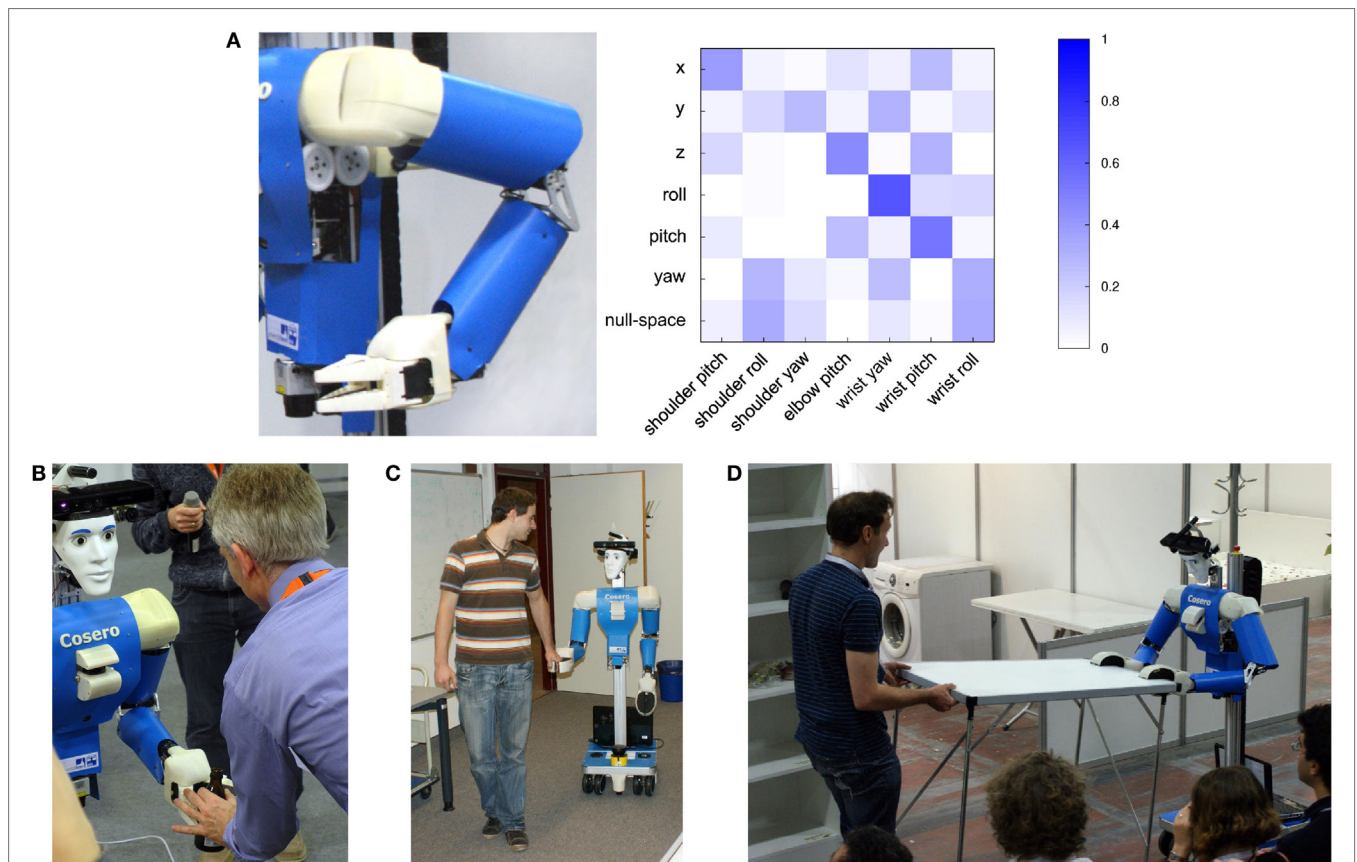 A
o
x
y
z
roll
pitch
yaw
null-space
shoulder pitch
shoulder roll
shoulder yaw
elbow pitch
wrist yaw
wrist pitch
wrist roll
1
0.8
0.6
0.4
0.2
0
B
Cosero
C
Cosero
D
Cosero